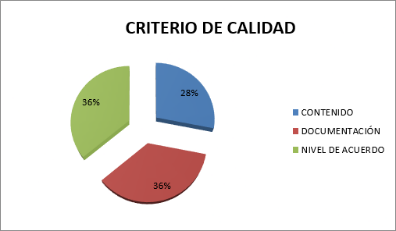 CRITERIO DE CALIDAD
28%
36%
36%
CONTENIDO
DOCUMENTACIÓN
NIVEL DE ACUERDO